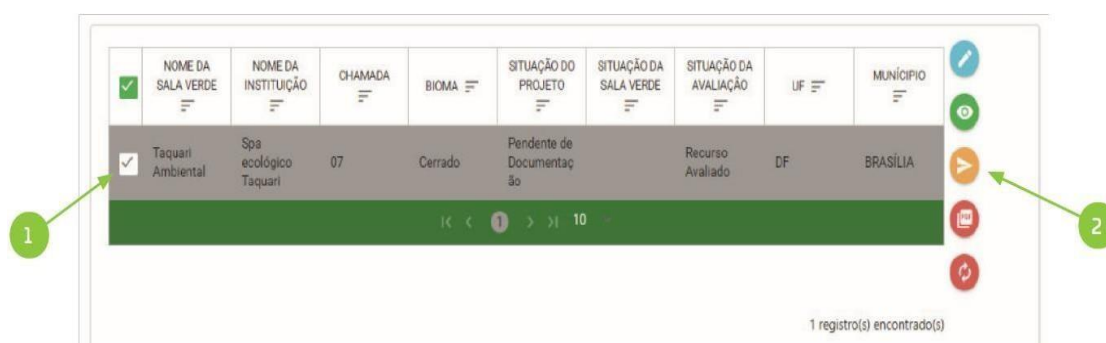 NOME DA
SALA VERDE
NOME DA
INSTITUIÇÃO
CHAMADA
BIOMA
SITUAÇÃO DO
PROJETO
SITUAÇÃO DA
SALA VERDE
SITUAÇÃO DA
AVALIAÇÃO
UF
MUNÍCIPIO
Taquari
Ambiental
Spa
ecológico
Taquari
07
Cerrado
Pendente de
Documentaç
ão
Recurso
Avaliado
DF
BRASÍLIA
1
10
1
2
PDF
1 registro(s) encontrado(s)